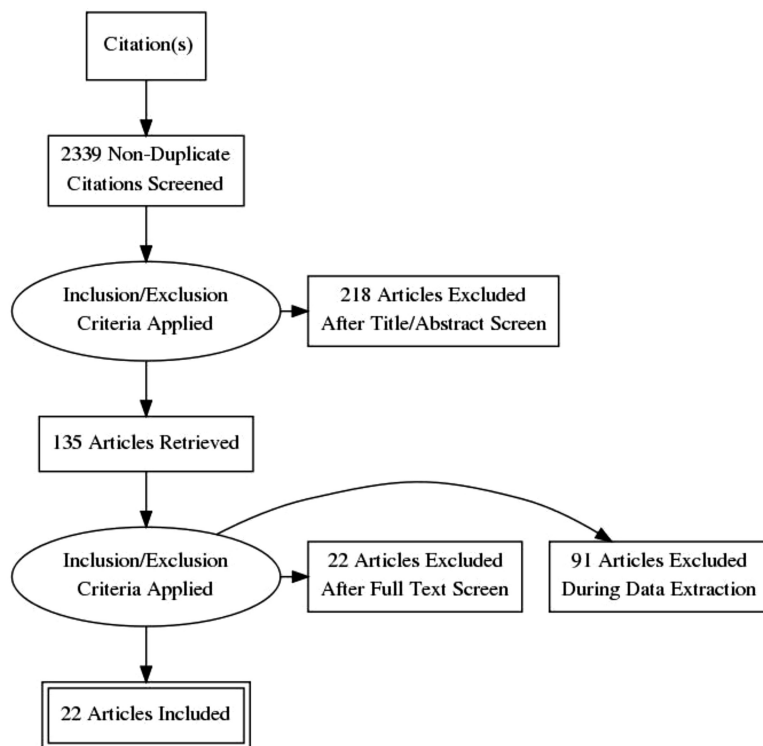 Citation(s)
2339 Non-Duplicate
Citations Screened
Inclusion/Exclusion
Criteria Applied
218 Articles Excluded
After Title/Abstract Screen
135 Articles Retrieved
Inclusion/Exclusion
Criteria Applied
22 Articles Excluded
After Full Text Screen
91 Articles Excluded
During Data Extraction
22 Articles Included